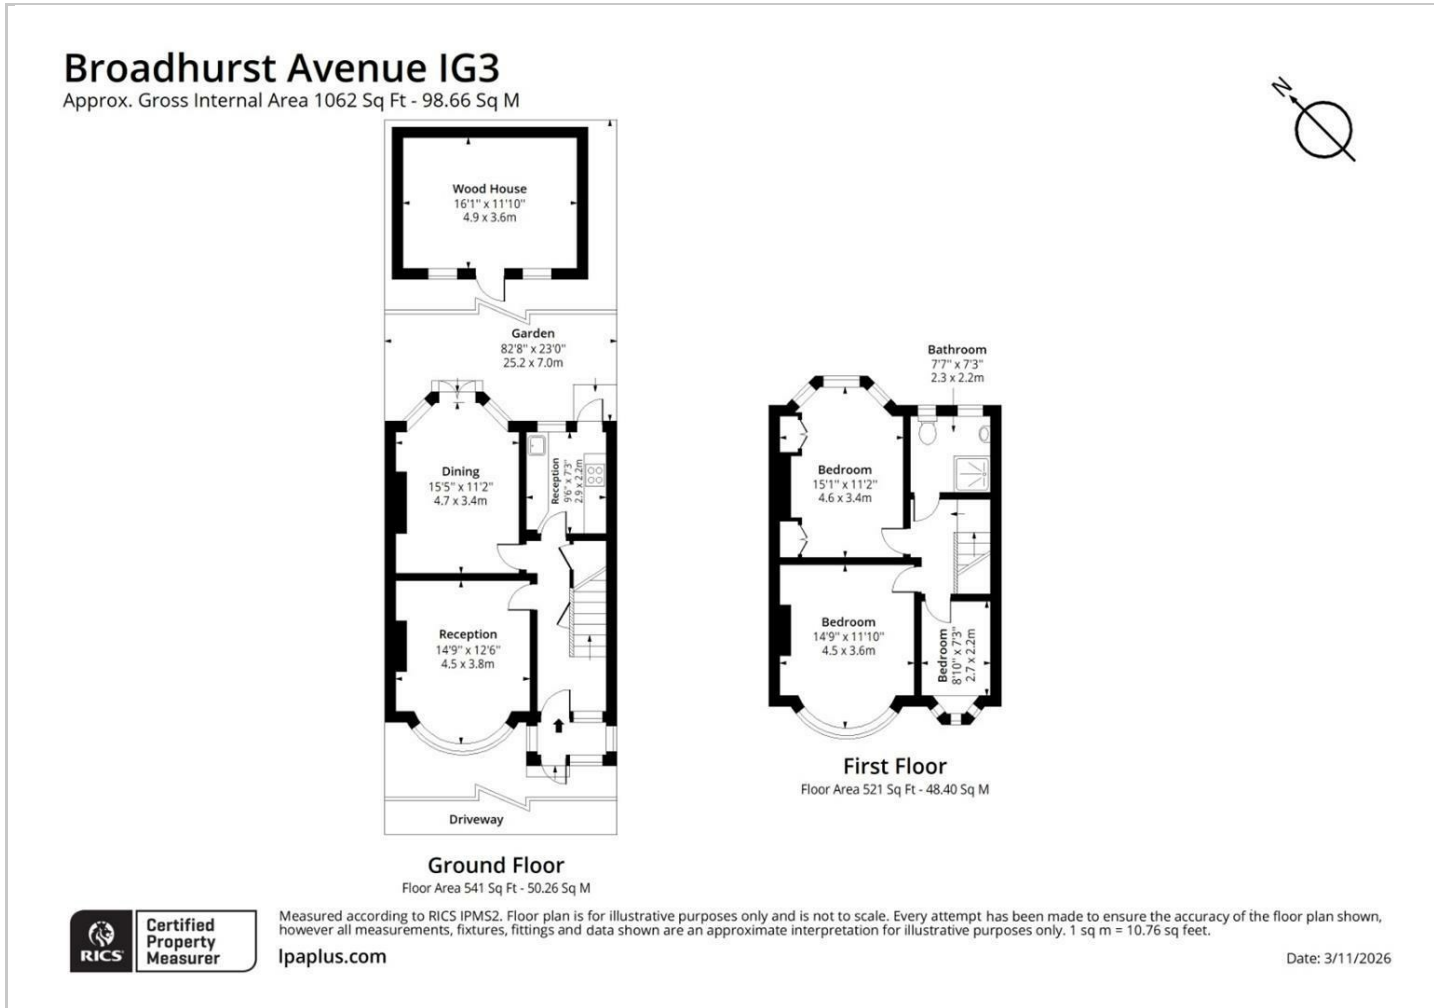 Broadhurst Avenue IG3
Approx. Gross Internal Area 1062 Sq Ft - 98.66 Sq M
N
Wood House
16'1'' x 11'10''
4.9 x 3.6m
Garden
82'8'' x 23'0''
25.2 x 7.0m
Dining
15'5'' x 11'2''
4.7 x 3.4m
Reception
9'6'' x 7'3''
2.9 x 2.2m
Reception
14'9'' x 12'6''
4.5 x 3.8m
Driveway
Ground Floor
Floor Area 541 Sq Ft - 50.26 Sq M
Bathroom
7'7'' x 7'3''
2.3 x 2.2m
Bedroom
15'1'' x 11'2''
4.6 x 3.4m
Bedroom
14'9'' x 11'10''
4.5 x 3.6m
Bedroom
8'10'' x 7'3''
2.7 x 2.2m
First Floor
Floor Area 521 Sq Ft - 48.40 Sq M
RICS
Certified
Property
Measurer
Measured according to RICS IPMS2. Floor plan is for illustrative purposes only and is not to scale. Every attempt has been made to ensure the accuracy of the floor plan shown,
however all measurements, fixtures, fittings and data shown are an approximate interpretation for illustrative purposes only. 1 sq m = 10.76 sq feet.
lpaplus.com
Date: 3/11/2026